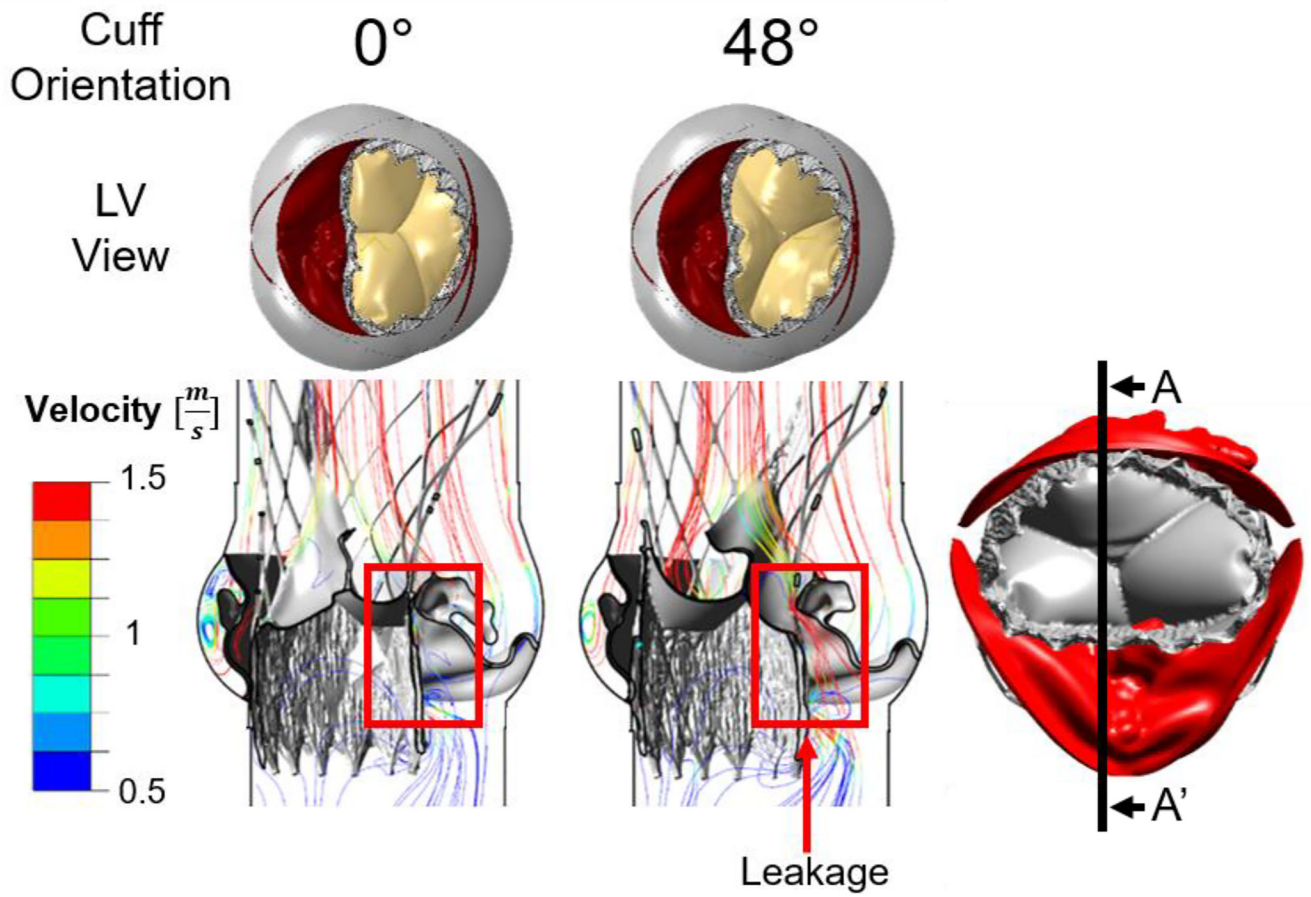 Cuff
Orientation
0°
48°
LV
View
Velocity [m/s]
1.5
1
0.5
A
A’
Leakage